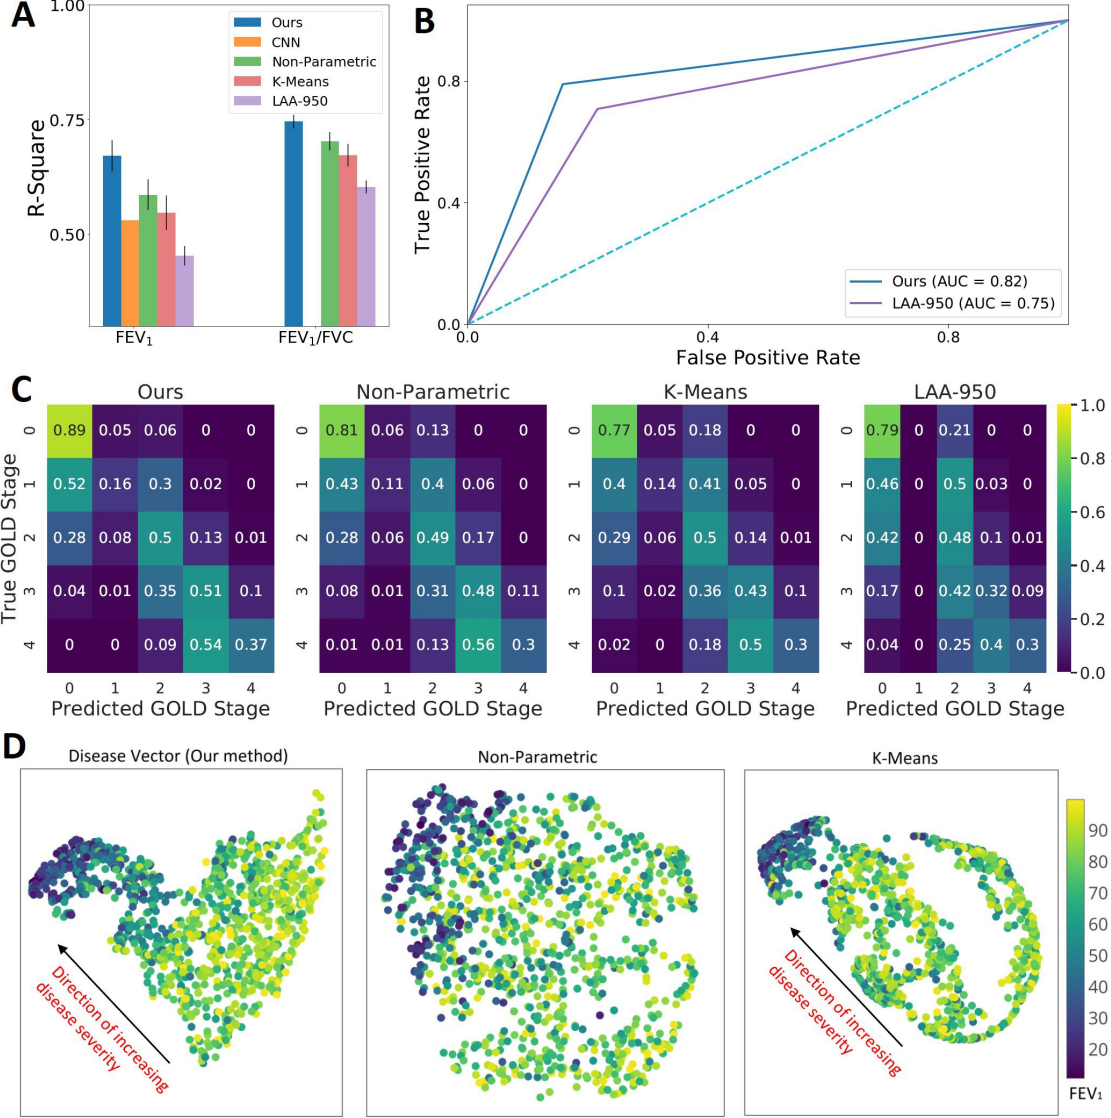 A
1.00
0.75
0.50
R-Square
Ours
CNN
Non-Parametric
K-Means
LAA-950
FEV1
FEV1/FVC
B
True Positive Rate
0.8
0.4
0.0
0.0 0.4 0.8
False Positive Rate
Ours (AUC = 0.82)
LAA-950 (AUC = 0.75)
C
True GOLD Stage
Ours
0 0.89 0.05 0.06 0 0
1 0.52 0.16 0.3 0.02 0
2 0.28 0.08 0.5 0.13 0.01
3 0.04 0.01 0.35 0.51 0.1
4 0 0 0.09 0.54 0.37
0 1 2 3 4
Predicted GOLD Stage
Non-Parametric
0 0.81 0.06 0.13 0 0
1 0.43 0.11 0.4 0.06 0
2 0.28 0.06 0.49 0.17 0
3 0.08 0.01 0.31 0.48 0.11
4 0.01 0.01 0.13 0.56 0.3
0 1 2 3 4
Predicted GOLD Stage
K-Means
0 0.77 0.05 0.18 0 0
1 0.4 0.14 0.41 0.05 0
2 0.29 0.06 0.5 0.14 0.01
3 0.1 0.02 0.36 0.43 0.1
4 0.02 0 0.18 0.5 0.3
0 1 2 3 4
Predicted GOLD Stage
LAA-950
0 0.79 0 0.21 0 0
1 0.46 0 0.5 0.03 0
2 0.42 0 0.48 0.1 0.01
3 0.17 0 0.42 0.32 0.09
4 0.04 0 0.25 0.4 0.3
0 1 2 3 4
Predicted GOLD Stage
1.0
0.8
0.6
0.4
0.2
0.0
D
Disease Vector (Our method)
Direction of increasing
disease severity
Non-Parametric
K-Means
Direction of increasing
disease severity
90
80
70
60
50
40
30
20
10
FEV1